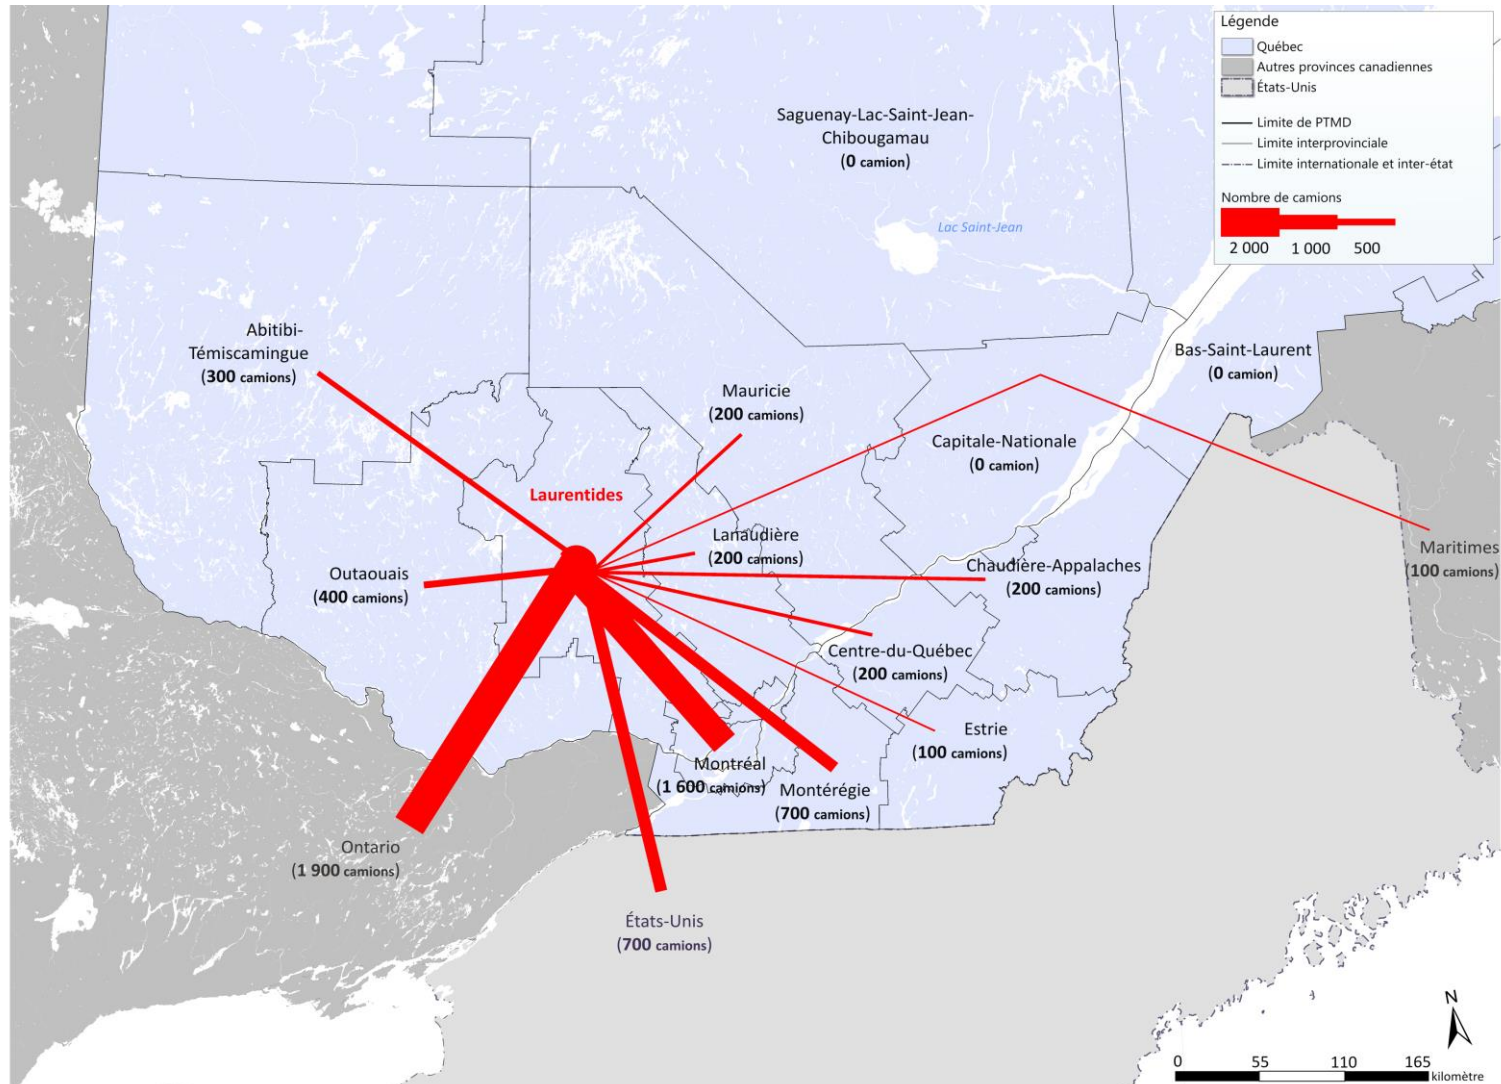 Légende
Québec
Autres provinces canadiennes
États-Unis
Limite de PTMD
Limite interprovinciale
Limite internationale et inter-état
Nombre de camions
2 000 1 000 500
Saguenay-Lac-Saint-Jean-
Chibougamau
(0 camion)
Lac Saint-Jean
Abitibi-
Témiscamingue
(300 camions)
Bas-Saint-Laurent
(0 camion)
Mauricie
(200 camions)
Capitale-Nationale
(0 camion)
Laurentides
Lanaudière
(200 camions)
Maritimes
(100 camions)
Chaudière-Appalaches
(200 camions)
Outaouais
(400 camions)
Centre-du-Québec
(200 camions)
Estrie
(100 camions)
Montréal
(1 600 camions)
Montérégie
(700 camions)
Ontario
(1 900 camions)
États-Unis
(700 camions)
N
0 55 110 165
kilomètre